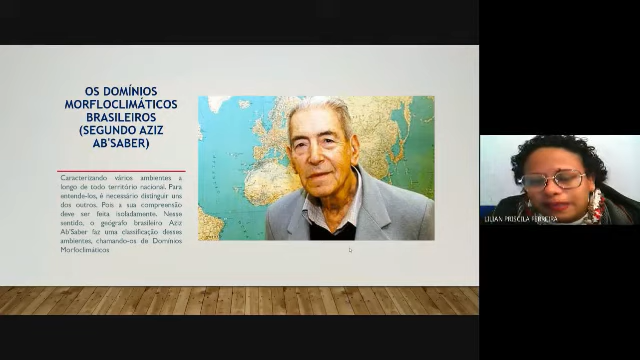 OS DOMÍNIOS
MORFLOCLIMÁTICOS
BRASILEIROS
(SEGUNDO AZIZ
AB'SABER)
Caracterizando vários ambientes a
longo de todo território nacional. Para
entende-los, é necessário distinguir uns
dos outros. Pois a sua compreensão
deve ser feita isoladamente. Nesse
sentido, o geógrafo brasileiro Aziz
Ab'Saber faz uma classificação desses
ambientes, chamando-os de Domínios
Morfoclimáticos
LILIAN PRISCILA FERREIRA